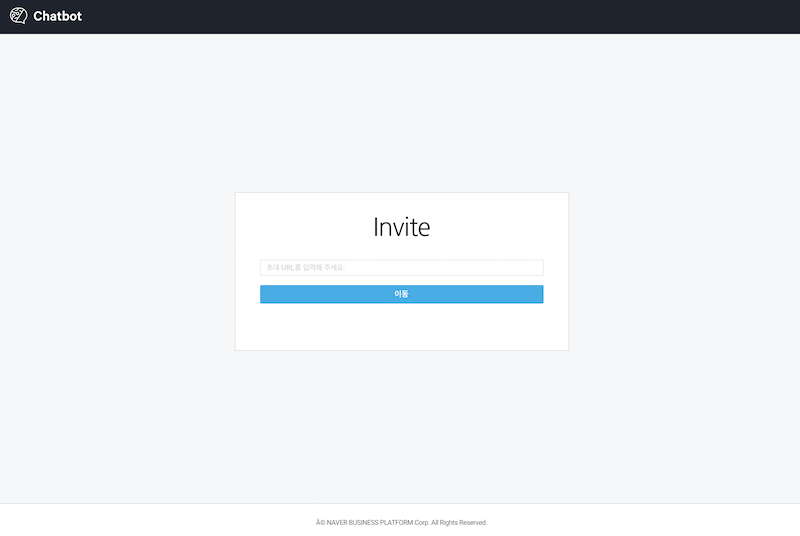 Chatbot
Invite
초대 URL를 입력해 주세요
이동
Â© NAVER BUSINESS PLATFORM Corp. All Rights Reserved.